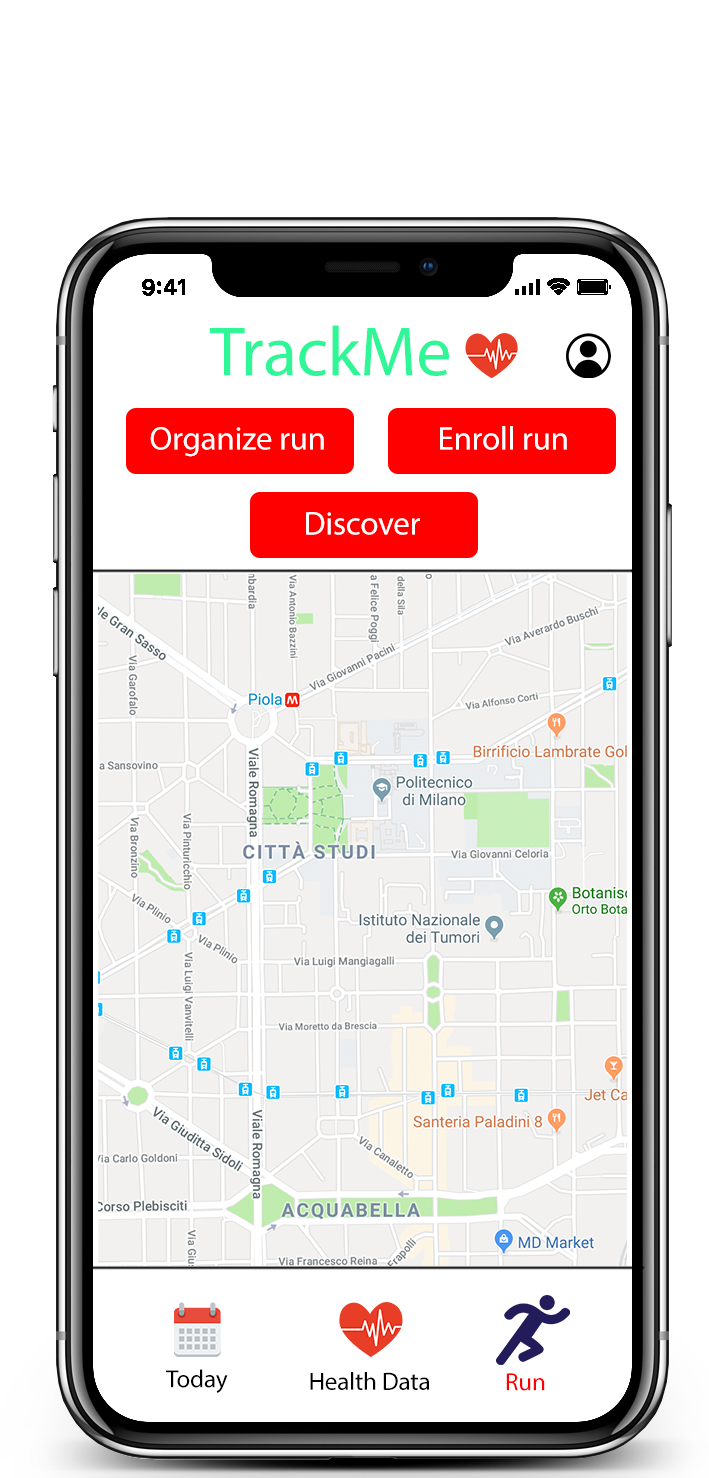 9:41
TrackMe
Organize run
Enroll run
Discover
ale Gran Sasso
Via Garofalo
mbardia
Via Antonio Bazzini
a Felice Poggi
della Sila
Via Giovanni Pacini
Via Averardo Buschi
Via Alfonso Corti
Piola M
Birrificio Lambrate Gol
a Sansovino
Viale Romagna
Politecnico
di Milano
CITTÀ STUDI
Via Giovanni Celoria
Via Bronzino
Via Pinturicchio
Botanisc
Orto Bota
Via Plinio
Via Plinio
Istituto Nazionale
dei Tumori
Via Luigi Mangiagalli
Via Luigi Vanvitelli
Via Moretto da Brescia
Jet Ca
Santeria Paladini 8
Via Giuditta Sidoli
Viale Romagna
Via Canaletto
Via Carlo Goldoni
Corso Plebisciti
ACQUABELLA
Via Gius
Via Francesco Reina
Frapolli
MD Market
Today
Health Data
Run